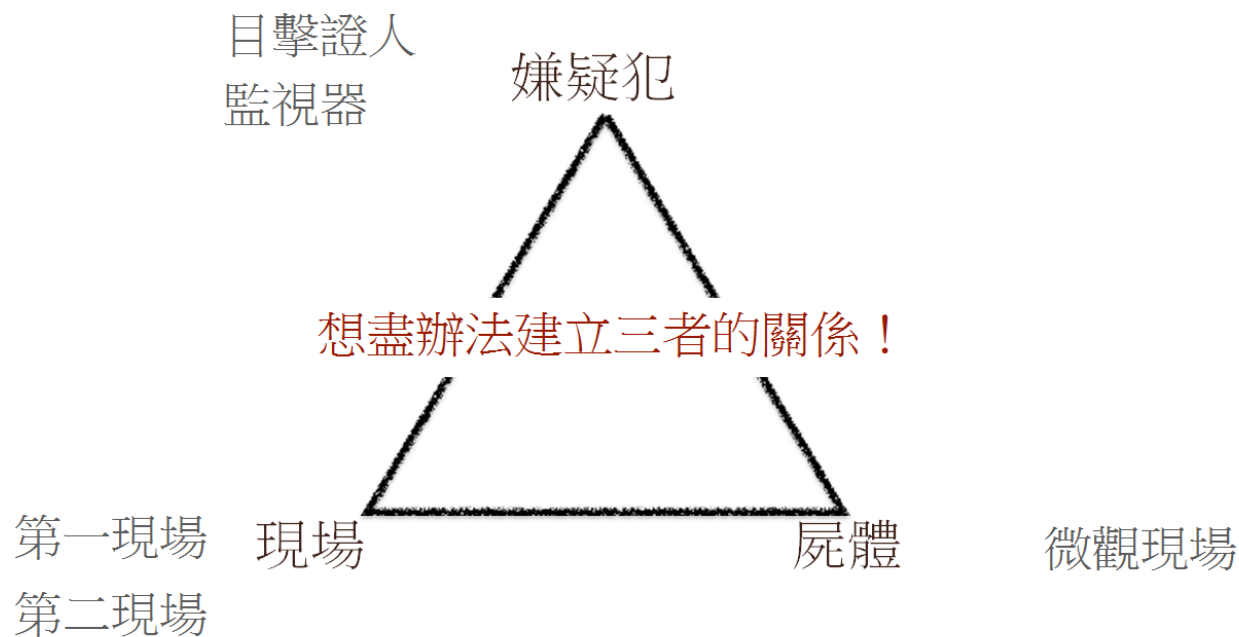 目擊證人
監視器
嫌疑犯
想盡辦法建立三者的關係！
第一現場
現場
屍體
微觀現場
第二現場